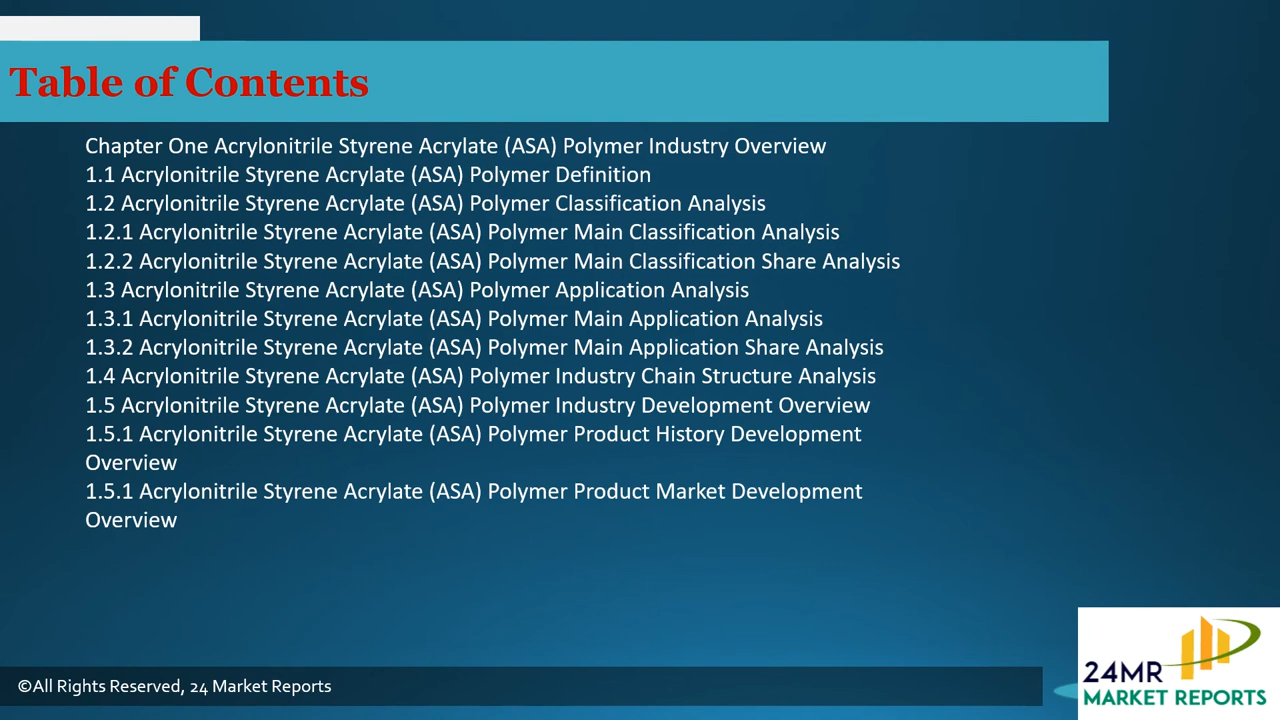 Table of Contents
Chapter One Acrylonitrile Styrene Acrylate (ASA) Polymer Industry Overview
1.1 Acrylonitrile Styrene Acrylate (ASA) Polymer Definition
1.2 Acrylonitrile Styrene Acrylate (ASA) Polymer Classification Analysis
1.2.1 Acrylonitrile Styrene Acrylate (ASA) Polymer Main Classification Analysis
1.2.2 Acrylonitrile Styrene Acrylate (ASA) Polymer Main Classification Share Analysis
1.3 Acrylonitrile Styrene Acrylate (ASA) Polymer Application Analysis
1.3.1 Acrylonitrile Styrene Acrylate (ASA) Polymer Main Application Analysis
1.3.2 Acrylonitrile Styrene Acrylate (ASA) Polymer Main Application Share Analysis
1.4 Acrylonitrile Styrene Acrylate (ASA) Polymer Industry Chain Structure Analysis
1.5 Acrylonitrile Styrene Acrylate (ASA) Polymer Industry Development Overview
1.5.1 Acrylonitrile Styrene Acrylate (ASA) Polymer Product History Development
Overview
1.5.1 Acrylonitrile Styrene Acrylate (ASA) Polymer Product Market Development
Overview
©All Rights Reserved, 24 Market Reports
24MR
MARKET REPORTS